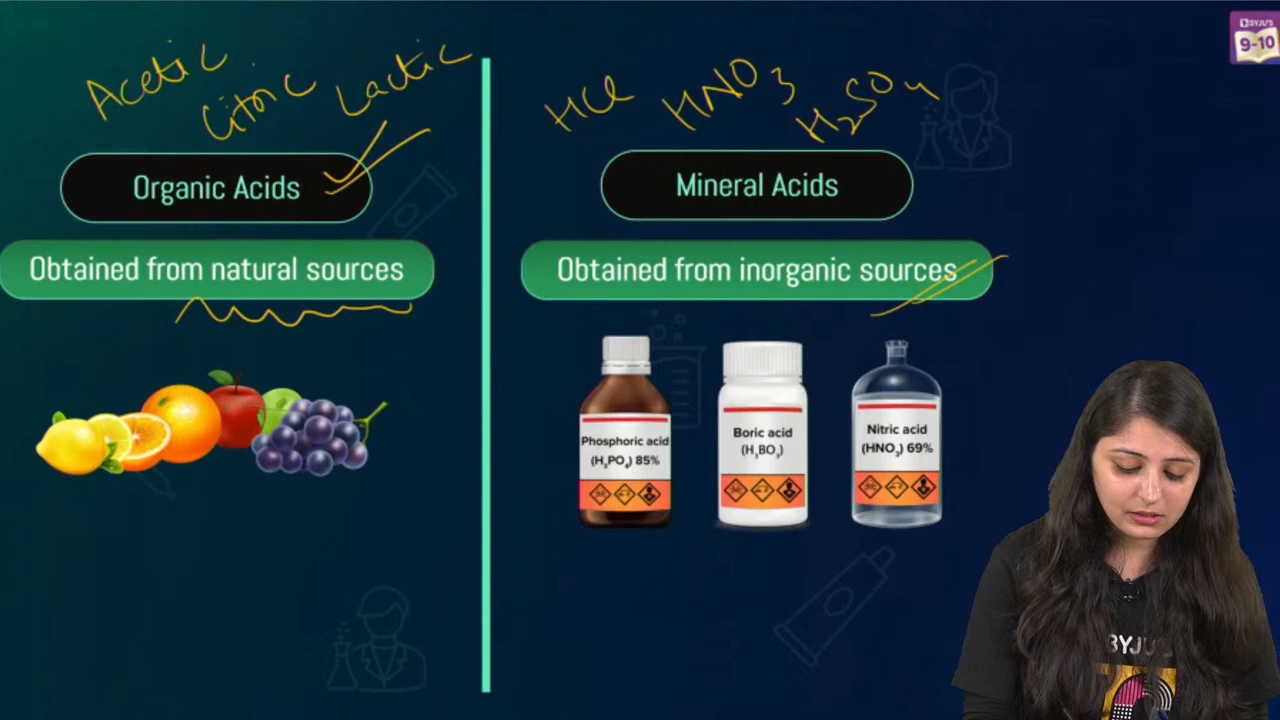 BYJU'S
9-10
Acetic
Citric
Lactic
HCl
HNO3
H2SO4
Organic Acids
Mineral Acids
Obtained from natural sources
Obtained from inorganic sources
Phosphoric acid
(H₃PO₄) 85%
Boric acid
(H₃BO₃)
Nitric acid
(HNO₃) 69%
BYJU'S